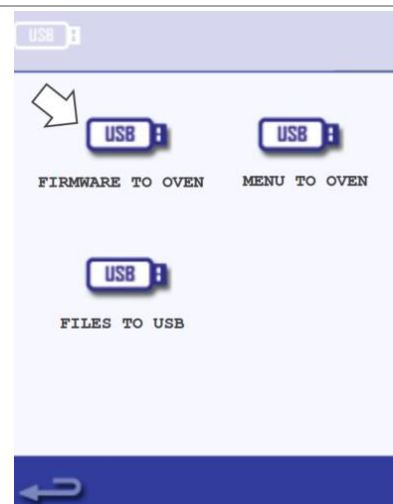 USB
USB USB
FIRMWARE TO OVEN MENU TO OVEN
USB
FILES TO USB